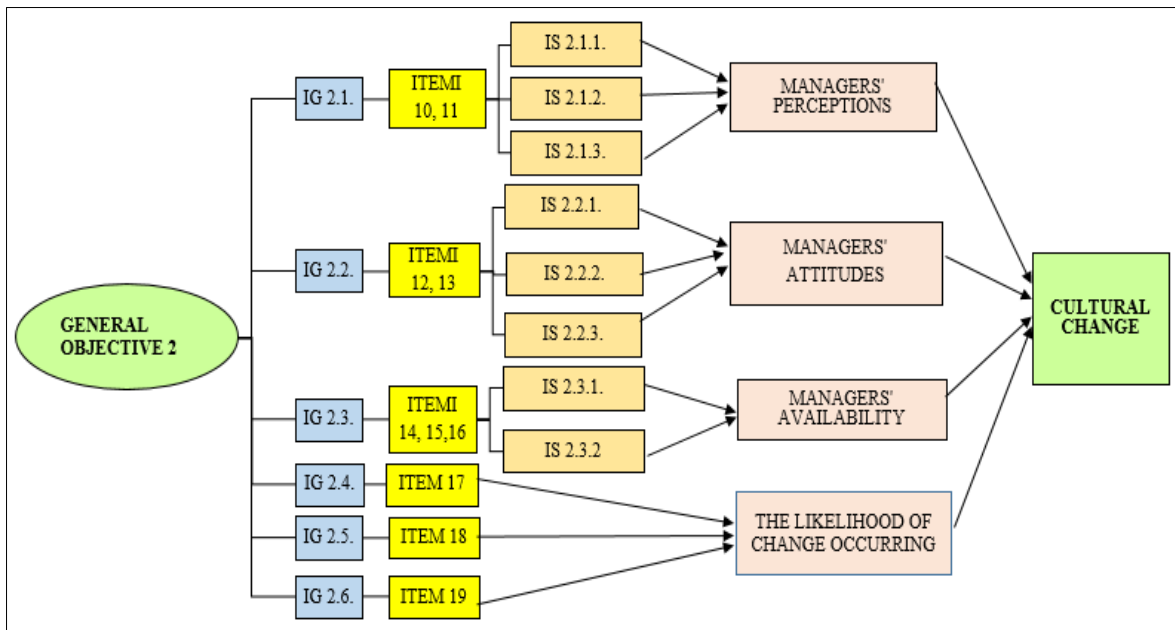 GENERAL
OBJECTIVE 2
IG 2.1.
ITEMI
10, 11
IS 2.1.1.
IS 2.1.2.
IS 2.1.3.
MANAGERS'
PERCEPTIONS
IG 2.2.
ITEMI
12, 13
IS 2.2.1.
IS 2.2.2.
IS 2.2.3.
MANAGERS'
ATTITUDES
IG 2.3.
ITEMI
14, 15,16
IS 2.3.1.
IS 2.3.2
MANAGERS'
AVAILABILITY
IG 2.4.
ITEM 17
IG 2.5.
ITEM 18
IG 2.6.
ITEM 19
THE LIKELIHOOD OF
CHANGE OCCURRING
CULTURAL
CHANGE